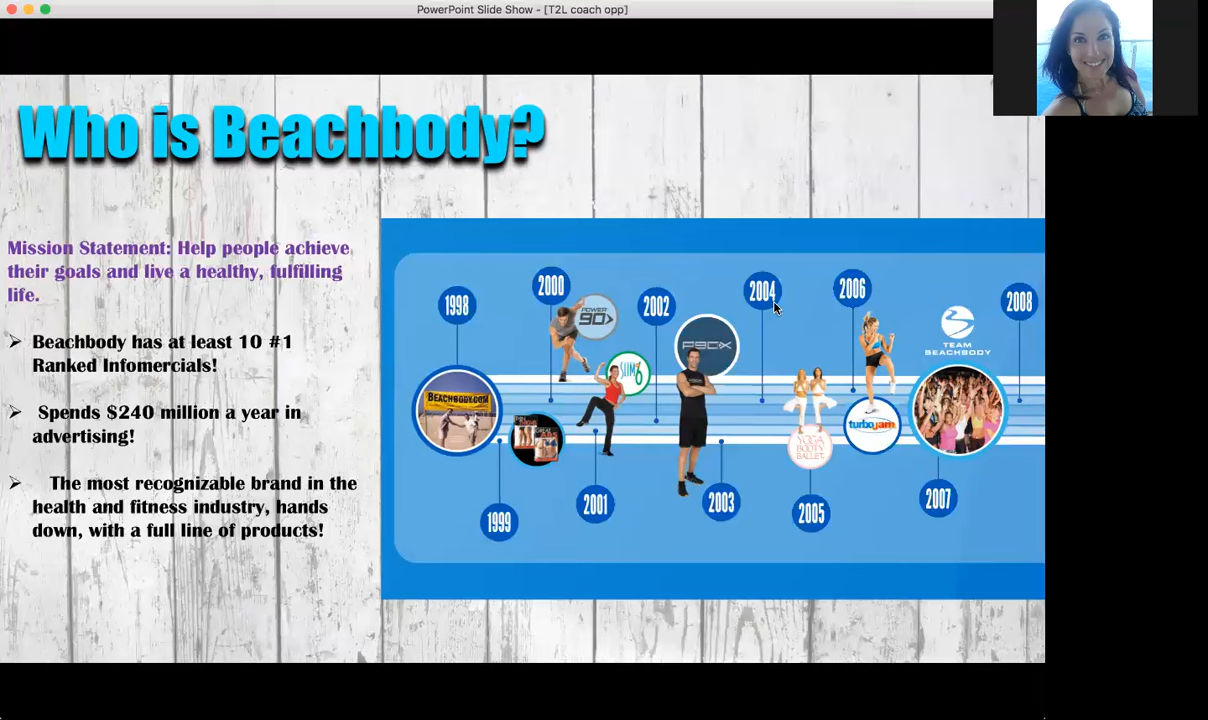 PowerPoint Slide Show - [T2L coach opp]
Who is Beachbody?
Mission Statement: Help people achieve
their goals and live a healthy, fulfilling
life.
Beachbody has at least 10 #1
Ranked Infomercials!
Spends $240 million a year in
advertising!
The most recognizable brand in the
health and fitness industry, hands
down, with a full line of products!
1998
BEACHBODY.COM
1999
2000
POWER
90
2001
SLIM
6
2002
P90X
2003
2004
2005
YOGA
BOOTY
BALLET
2006
turbojam
2007
TEAM
BEACHBODY
2008